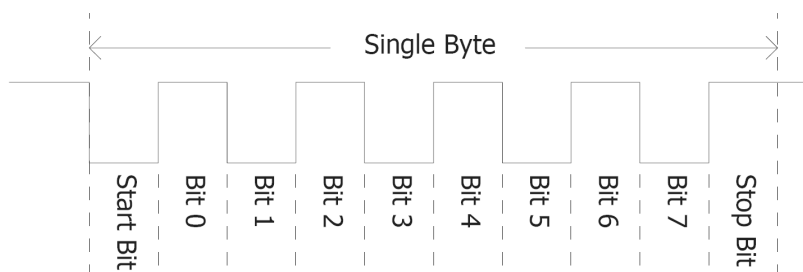 Single Byte
Start Bit
Bit 0
Bit 1
Bit 2
Bit 3
Bit 4
Bit 5
Bit 6
Bit 7
Stop Bit